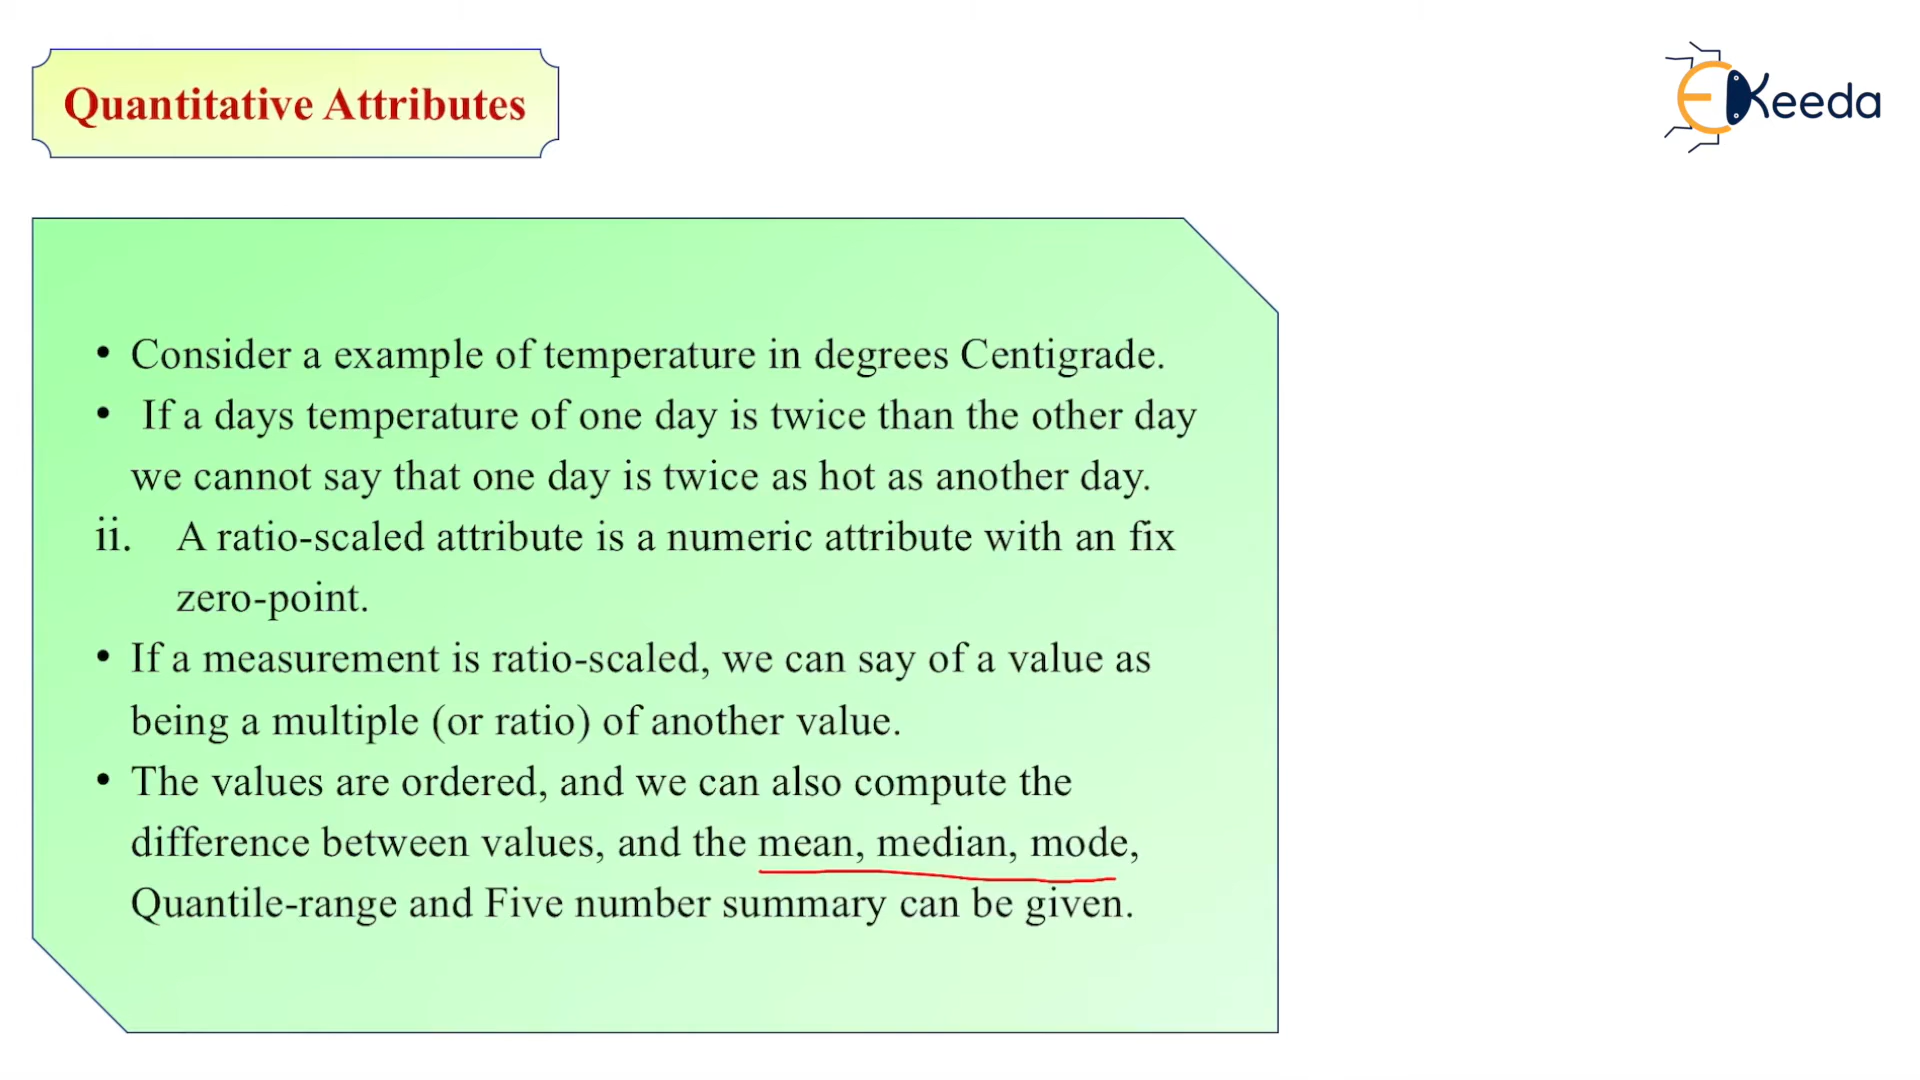 Quantitative Attributes
EKeeda
• Consider a example of temperature in degrees Centigrade.
• If a days temperature of one day is twice than the other day
we cannot say that one day is twice as hot as another day.
ii. A ratio-scaled attribute is a numeric attribute with an fix
zero-point.
• If a measurement is ratio-scaled, we can say of a value as
being a multiple (or ratio) of another value.
• The values are ordered, and we can also compute the
difference between values, and the mean, median, mode,
Quantile-range and Five number summary can be given.